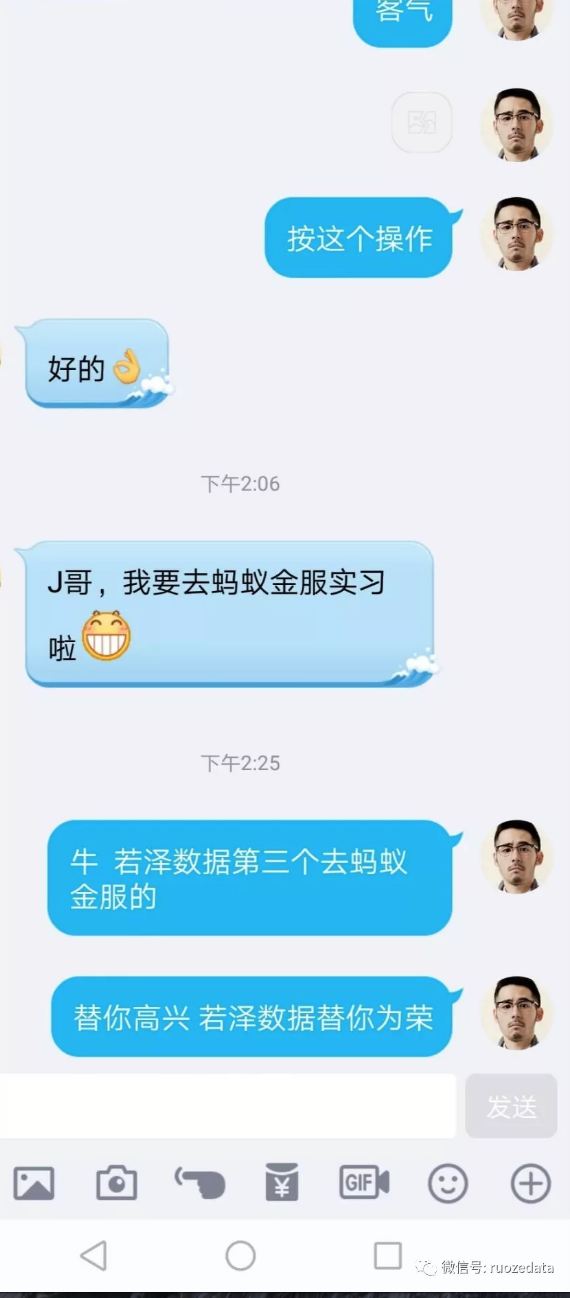 客气
按这个操作
好的
下午2:06
J哥，我要去蚂蚁金服实习
啦
下午2:25
牛 若泽数据第三个去蚂蚁
金服的
替你高兴 若泽数据替你为荣
发送
GIF
微信号: ruozedata